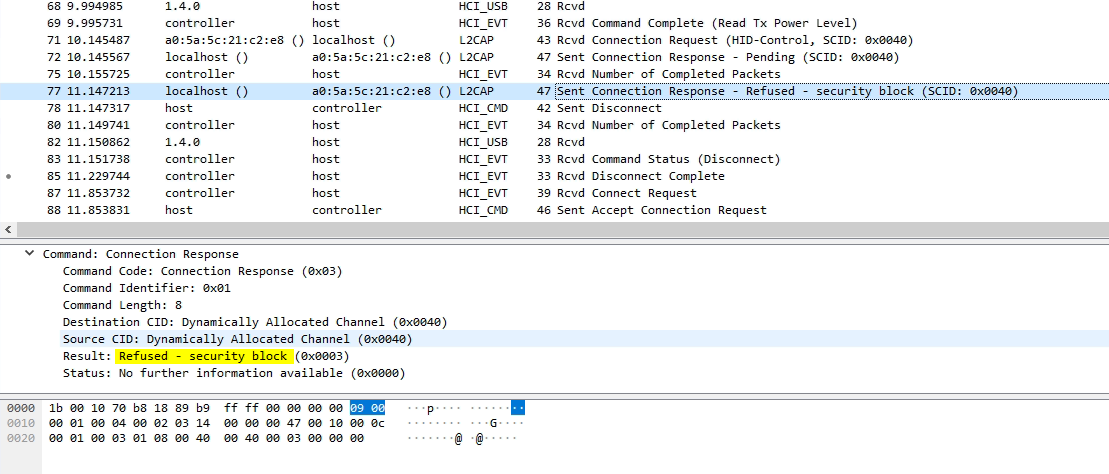 68 9.994985 1.4.0 host HCI_USB 28 Rcvd
69 9.995731 controller host HCI_EVT 36 Rcvd Command Complete (Read Tx Power Level)
71 10.145487 a0:5a:5c:21:c2:e8 () localhost () L2CAP 43 Rcvd Connection Request (HID-Control, SCID: 0x0040)
72 10.145567 localhost () a0:5a:5c:21:c2:e8 () L2CAP 47 Sent Connection Response - Pending (SCID: 0x0040)
75 10.155725 controller host HCI_EVT 34 Rcvd Number of Completed Packets
77 11.147213 localhost () a0:5a:5c:21:c2:e8 () L2CAP 47 Sent Connection Response - Refused - security block (SCID: 0x0040)
78 11.147317 host controller HCI_CMD 42 Sent Disconnect
80 11.149741 controller host HCI_EVT 34 Rcvd Number of Completed Packets
82 11.150862 1.4.0 host HCI_USB 28 Rcvd
83 11.151738 controller host HCI_EVT 33 Rcvd Command Status (Disconnect)
85 11.229744 controller host HCI_EVT 33 Rcvd Disconnect Complete
87 11.853732 controller host HCI_EVT 39 Rcvd Connect Request
88 11.853831 host controller HCI_CMD 46 Sent Accept Connection Request
Command: Connection Response
Command Code: Connection Response (0x03)
Command Identifier: 0x01
Command Length: 8
Destination CID: Dynamically Allocated Channel (0x0040)
Source CID: Dynamically Allocated Channel (0x0040)
Result: Refused - security block (0x0003)
Status: No further information available (0x0000)
0000 1b 00 10 70 b8 18 89 b9 ff ff 00 00 00 00 09 00 ···p···· ········
0010 00 01 00 04 00 02 03 14 00 00 00 47 00 10 00 0c ········ ···G····
0020 00 01 00 03 01 08 00 40 00 40 00 03 00 00 00 ·······@ ·@·····